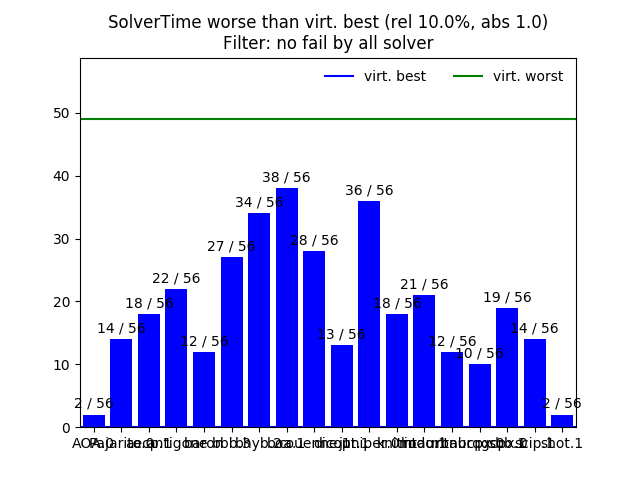 SolverTime worse than virt. best (rel 10.0%, abs 1.0)
Filter: no fail by all solver
virt. best
virt. worst
50
40
30
20
10
0
2 / 56
14 / 56
18 / 56
22 / 56
12 / 56
27 / 56
34 / 56
38 / 56
28 / 56
13 / 56
36 / 56
18 / 56
21 / 56
12 / 56
10 / 56
19 / 56
14 / 56
2 / 56